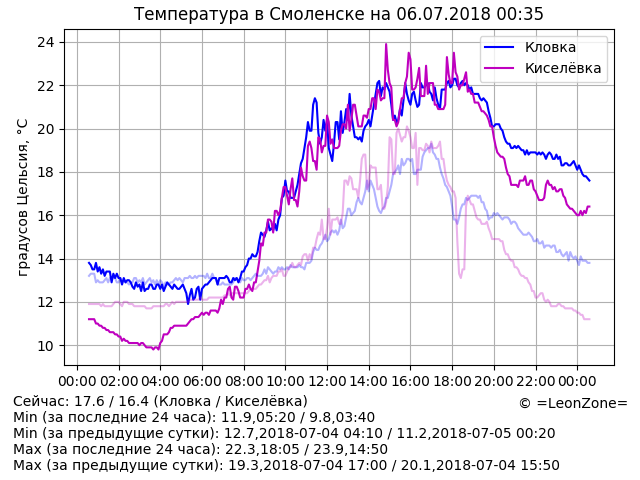 Температура в Смоленске на 06.07.2018 00:35
Кловка
Киселёвка
градусов Цельсия, °C
24
22
20
18
16
14
12
10
00:00 02:00 04:00 06:00 08:00 10:00 12:00 14:00 16:00 18:00 20:00 22:00 00:00
Сейчас: 17.6 / 16.4 (Кловка / Киселёвка)
© =LeonZone=
Min (за последние 24 часа): 11.9,05:20 / 9.8,03:40
Min (за предыдущие сутки): 12.7,2018-07-04 04:10 / 11.2,2018-07-05 00:20
Max (за последние 24 часа): 22.3,18:05 / 23.9,14:50
Max (за предыдущие сутки): 19.3,2018-07-04 17:00 / 20.1,2018-07-04 15:50